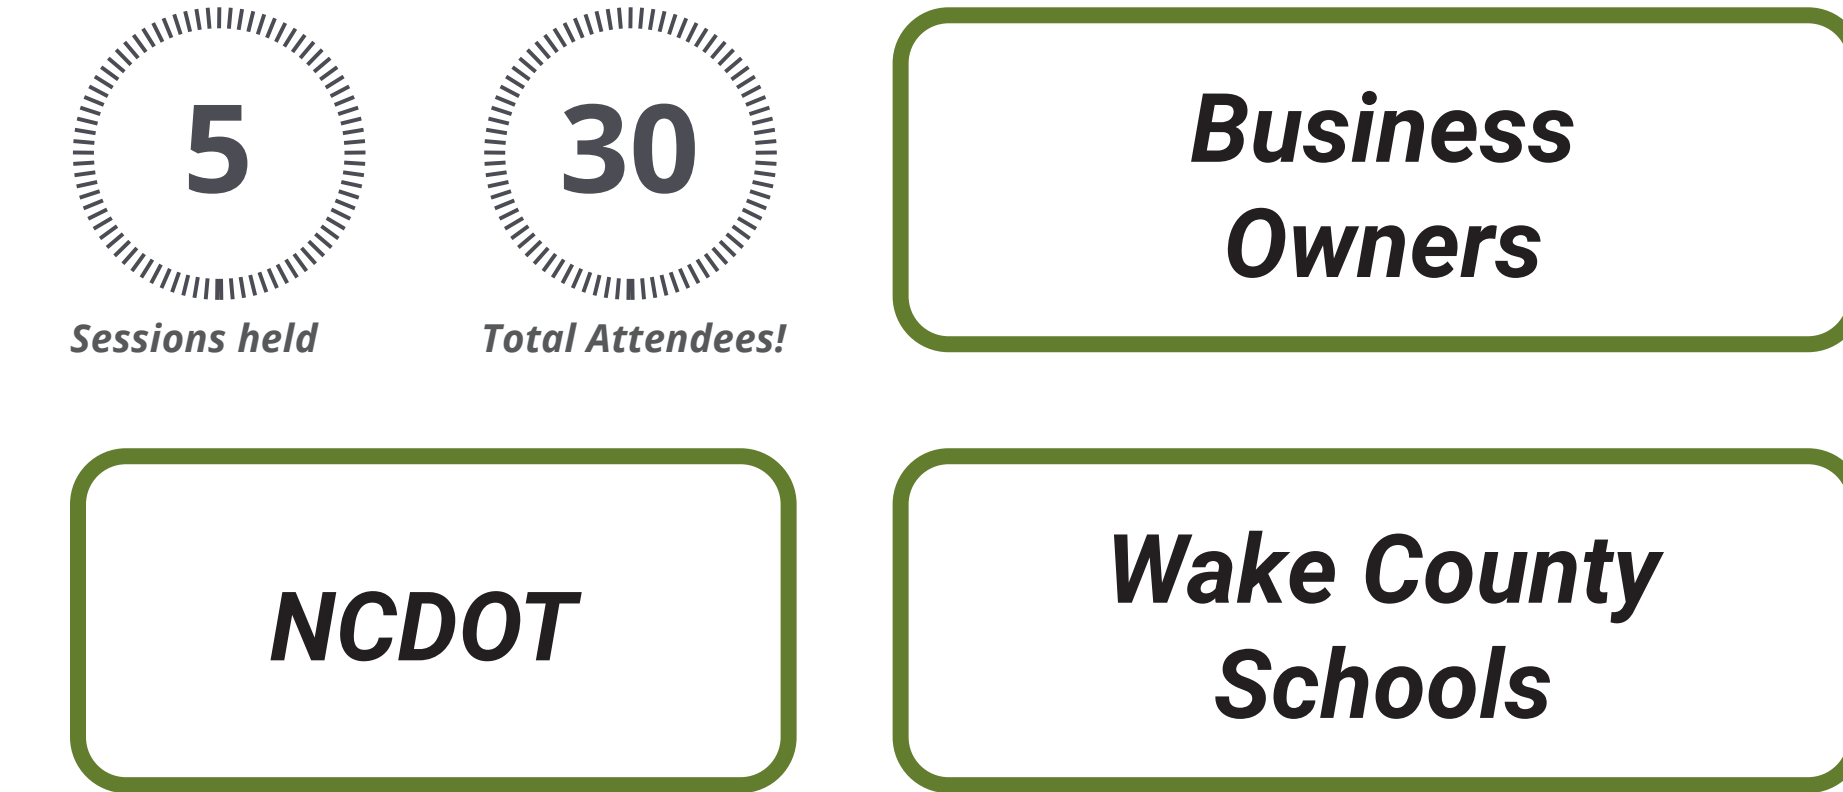 5
Sessions held
30
Total Attendees!
Business
Owners
NCDOT
Wake County
Schools